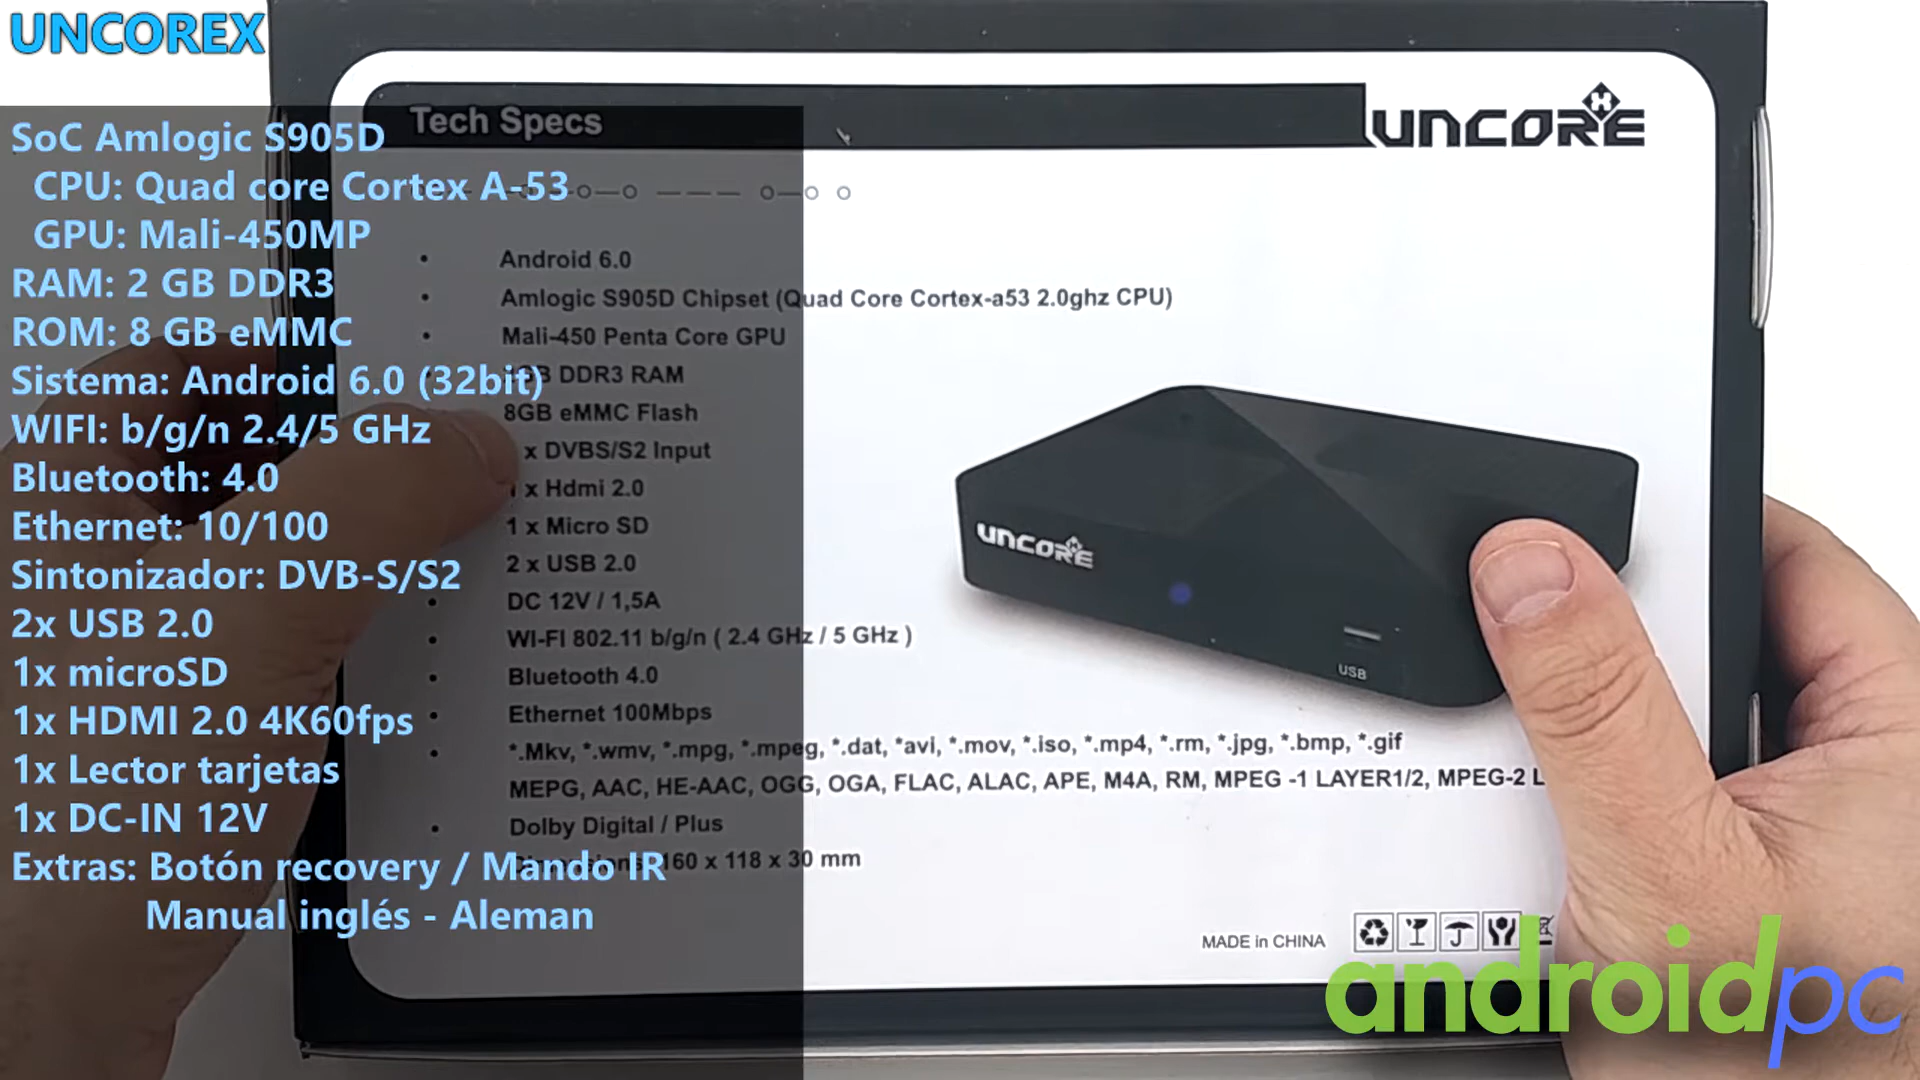 UNCOREX
SoC Amlogic S905D
CPU: Quad core Cortex A-53
GPU: Mali-450MP
RAM: 2 GB DDR3
ROM: 8 GB eMMC
Sistema: Android 6.0 (32bit)
WIFI: b/g/n 2.4/5 GHz
Bluetooth: 4.0
Ethernet: 10/100
Sintonizador: DVB-S/S2
2x USB 2.0
1x microSD
1x HDMI 2.0 4K60fps
1x Lector tarjetas
1x DC-IN 12V
Extras: Botón recovery / Mando IR
Manual inglés - Aleman
Tech Specs
UNCORE
Android 6.0
Amlogic S905D Chipset (Quad Core Cortex-a53 2.0ghz CPU)
Mali-450 Penta Core GPU
DDR3 RAM
8GB eMMC Flash
x DVBS/S2 Input
1 x Hdmi 2.0
1 x Micro SD
2 x USB 2.0
DC 12V / 1,5A
WI-FI 802.11 b/g/n ( 2.4 GHz / 5 GHz )
Bluetooth 4.0
Ethernet 100Mbps
*.Mkv, *.wmv, *.mpg, *.mpeg, *.dat, *avi, *.mov, *.iso, *.mp4, *.rm, *.jpg, *.bmp, *.gif
MEPG, AAC, HE-AAC, OGG, OGA, FLAC, ALAC, APE, M4A, RM, MPEG -1 LAYER1/2, MPEG-2 L
Dolby Digital / Plus
160 x 118 x 30 mm
UNCORE
USB
MADE in CHINA
androidpc